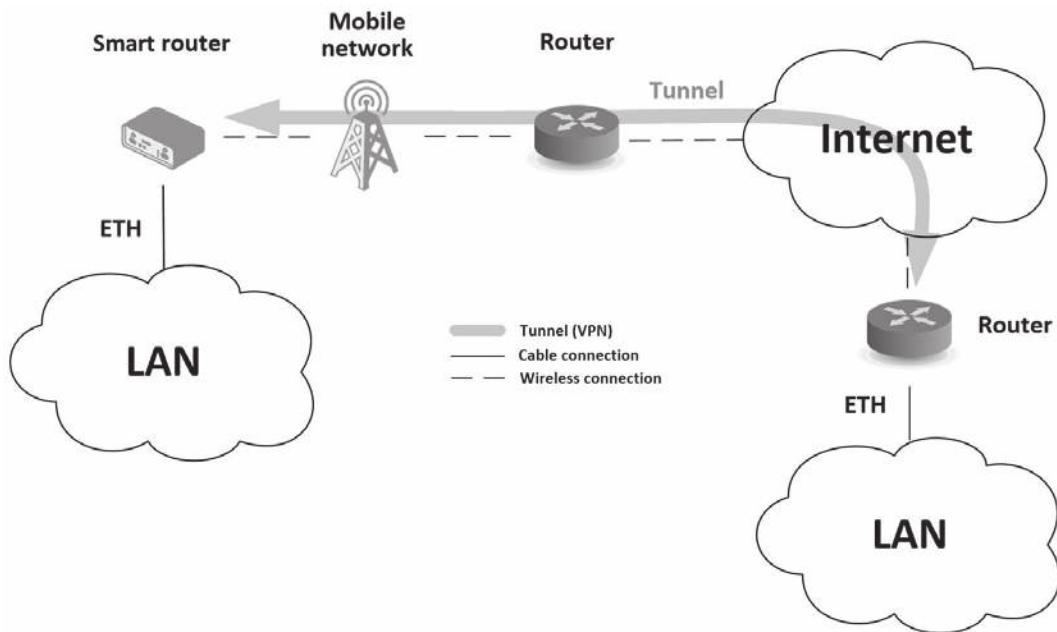 Smart router
Mobile
network
Router
Tunnel
Internet
ETH
LAN
Tunnel (VPN)
Cable connection
Wireless connection
Router
ETH
LAN